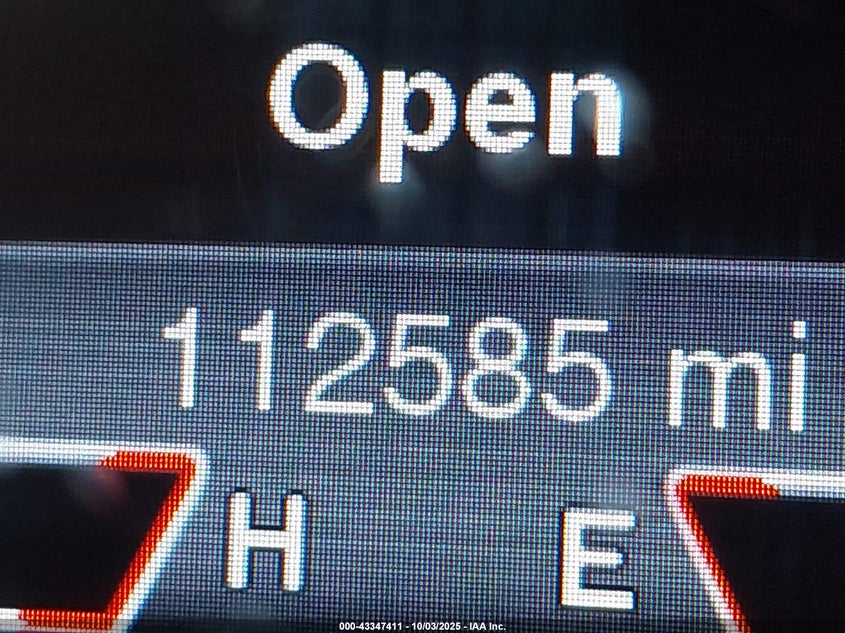 Open
112585 mi
H E
000-43347411 - 10/03/2025 - IAA Inc.